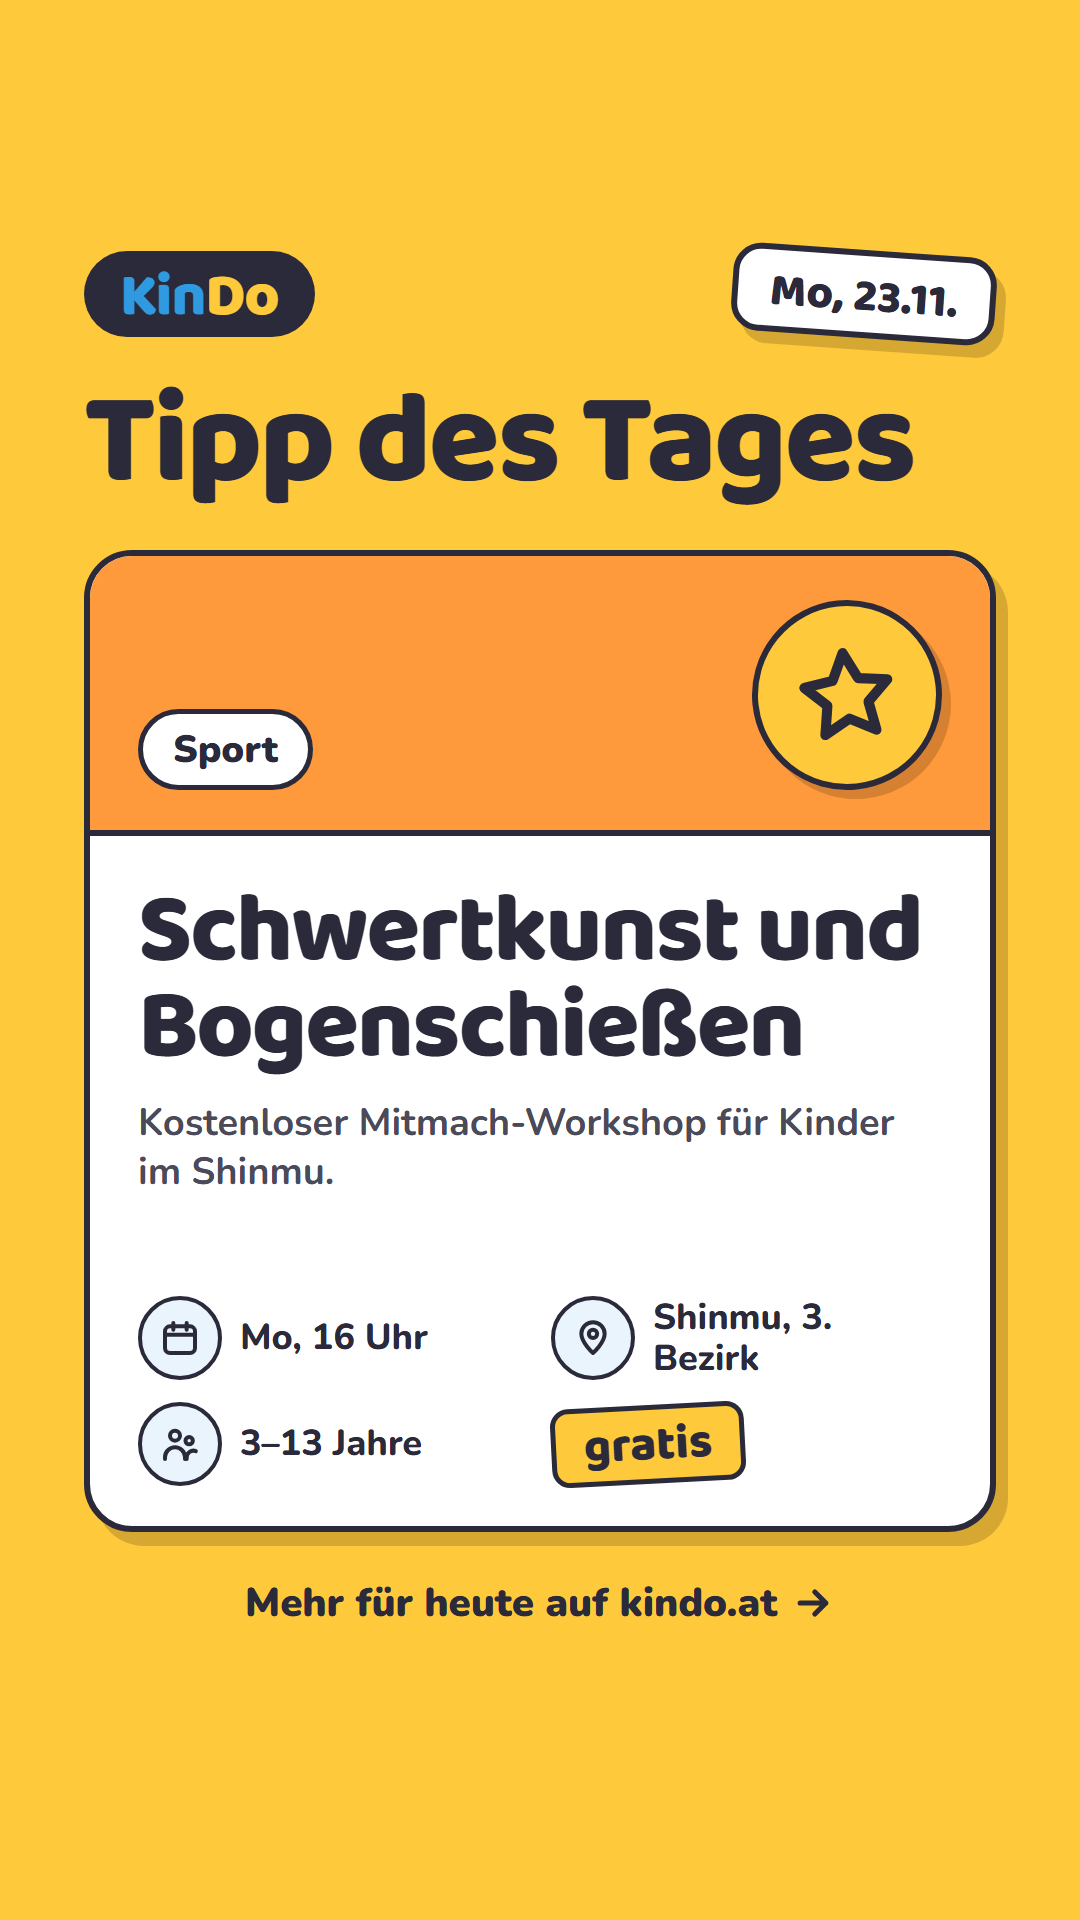 KinDo
Mo, 23.11.
Tipp des Tages
Sport
Schwertkunst und
Bogenschießen
Kostenloser Mitmach-Workshop für Kinder
im Shinmu.
Mo, 16 Uhr
Shinmu, 3.
Bezirk
3–13 Jahre
gratis
Mehr für heute auf kindo.at →